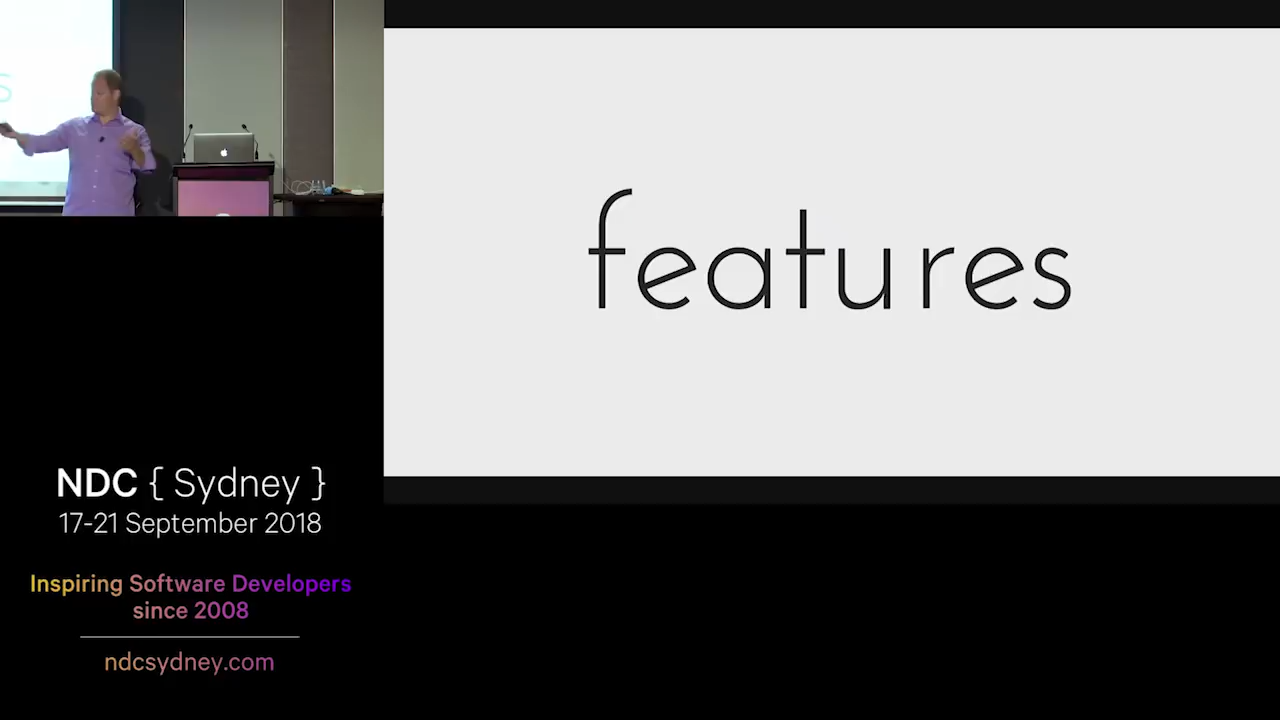 features
NDC { Sydney }
17-21 September 2018
Inspiring Software Developers
since 2008
ndcsydney.com